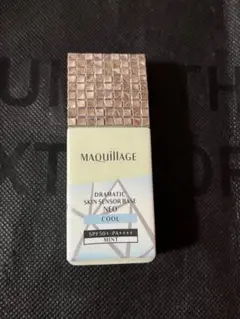 MAQuillAGE
DRAMATIC
SKIN SENSOR BASE
NEO
COOL
SPF50+·PA++++
MINT